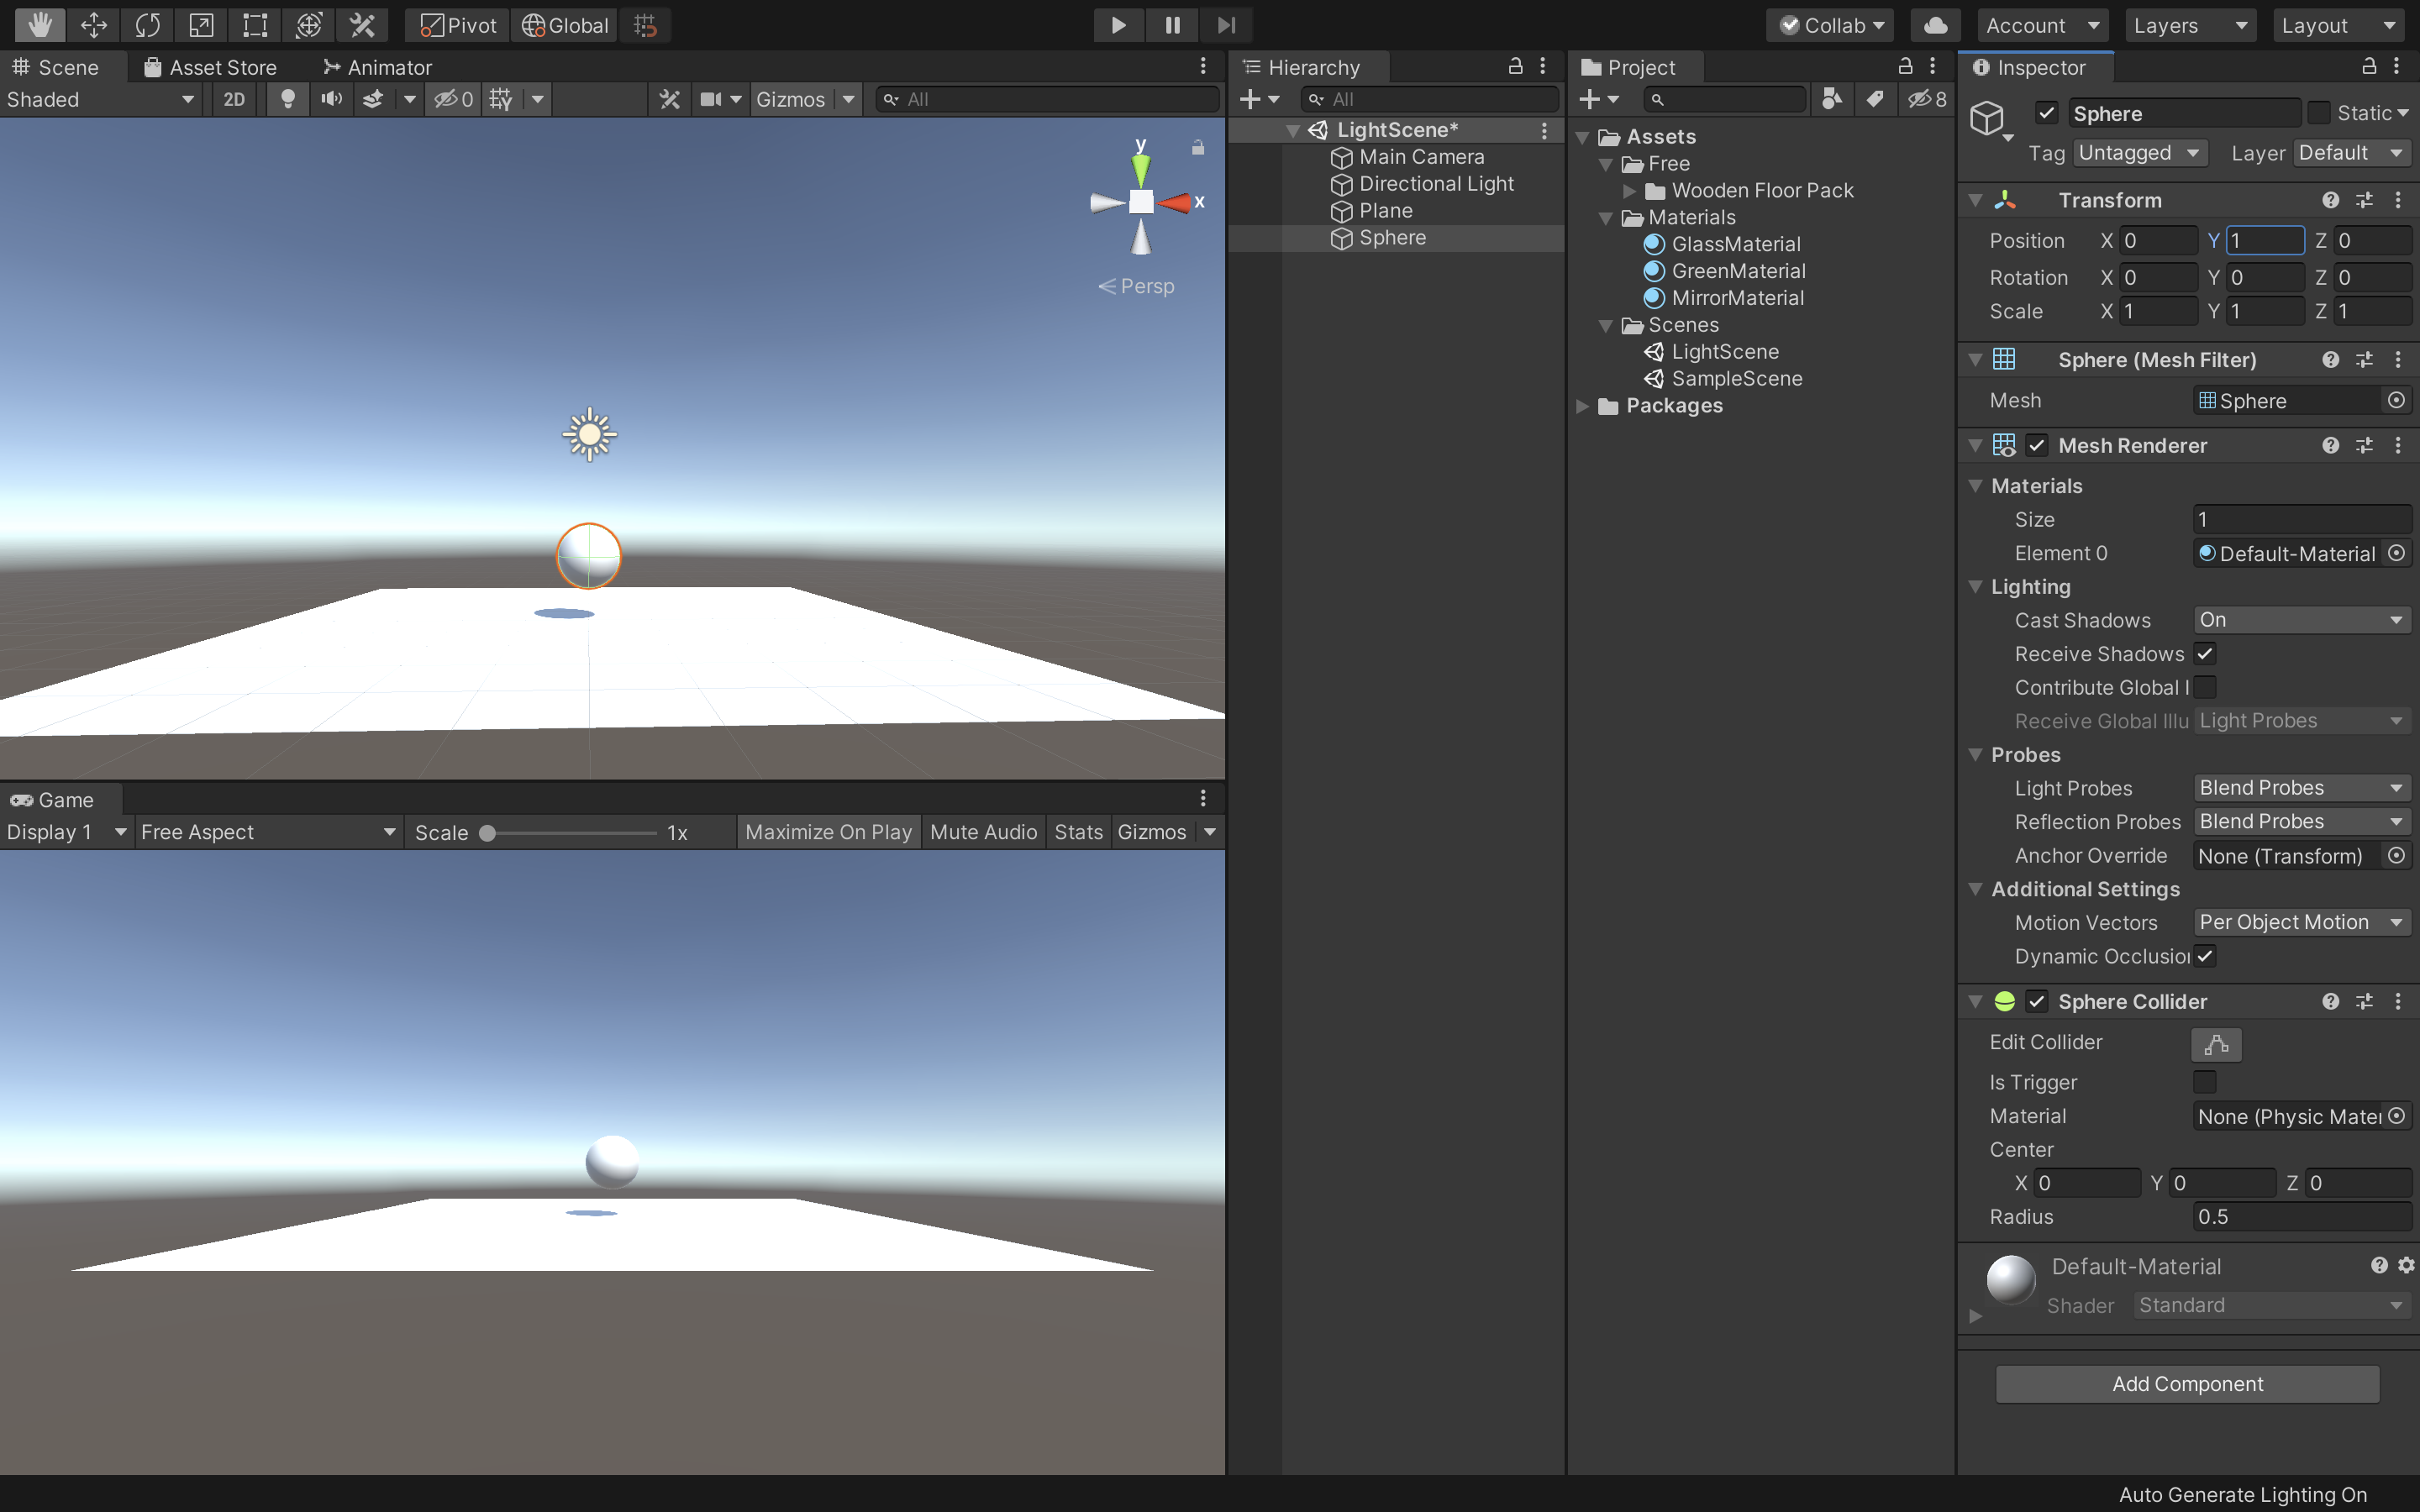 Pivot Global Collab Account Layers Layout
Scene Asset Store Animator
Shaded 2D 0 Gizmos All
y
x
Persp
Game
Display 1 Free Aspect Scale 1x Maximize On Play Mute Audio Stats Gizmos
Hierarchy
All
LightScene*
Main Camera
Directional Light
Plane
Sphere
Project
8
Assets
Free
Wooden Floor Pack
Materials
GlassMaterial
GreenMaterial
MirrorMaterial
Scenes
LightScene
SampleScene
Packages
Inspector
Sphere Static
Tag Untagged Layer Default
Transform
Position X 0 Y 1 Z 0
Rotation X 0 Y 0 Z 0
Scale X 1 Y 1 Z 1
Sphere (Mesh Filter)
Mesh Sphere
Mesh Renderer
Materials
Size 1
Element 0 Default-Material
Lighting
Cast Shadows On
Receive Shadows
Contribute Global I
Receive Global Illu Light Probes
Probes
Light Probes Blend Probes
Reflection Probes Blend Probes
Anchor Override None (Transform)
Additional Settings
Motion Vectors Per Object Motion
Dynamic Occlusion
Sphere Collider
Edit Collider
Is Trigger
Material None (Physic Mater
Center
X 0 Y 0 Z 0
Radius 0.5
Default-Material
Shader Standard
Add Component
Auto Generate Lighting On